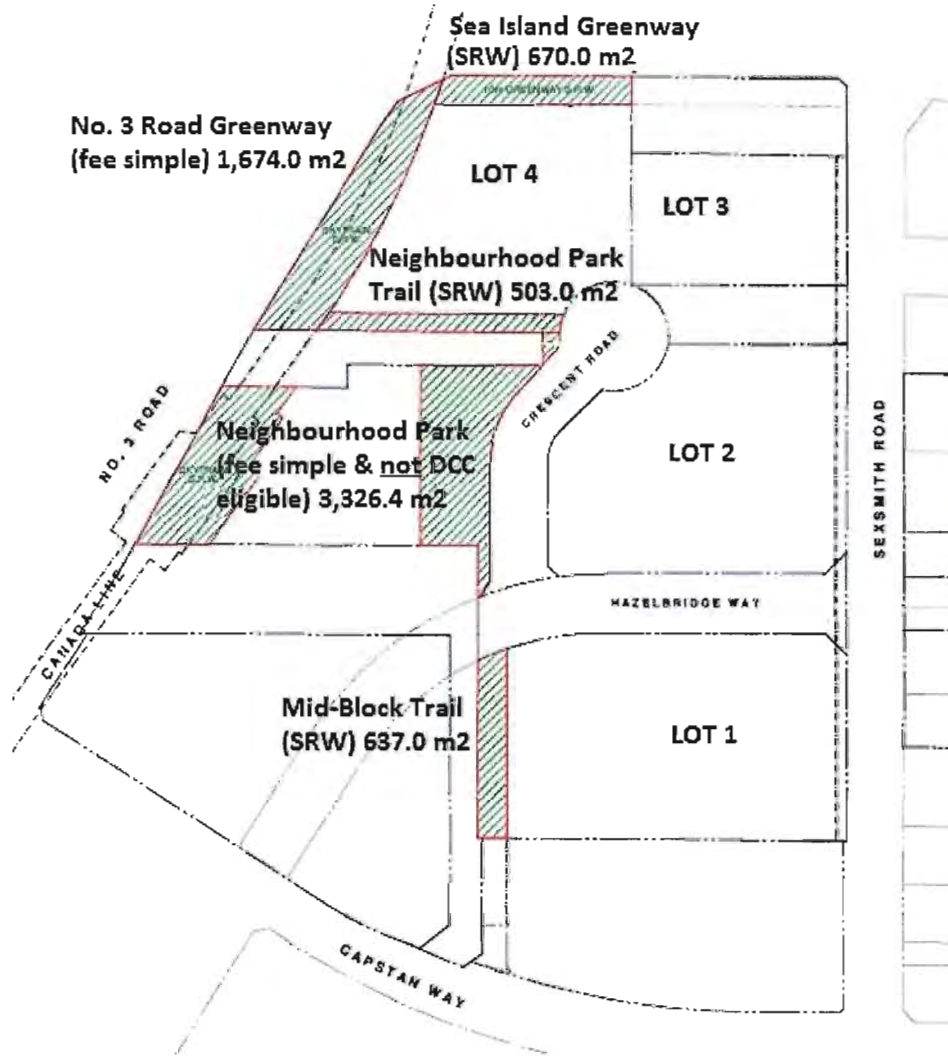 Sea Island Greenway
(SRW) 670.0 m2
No. 3 Road Greenway
(fee simple) 1,674.0 m2
LOT 4
LOT 3
Neighbourhood Park
Trail (SRW) 503.0 m2
CRESCENT ROAD
NO. 3 ROAD
Neighbourhood Park
(fee simple & not DCC
eligible) 3,326.4 m2
LOT 2
SEXSMITH ROAD
CANADA LINE
HAZELBRIDGE WAY
Mid-Block Trail
(SRW) 637.0 m2
LOT 1
CAPSTAN WAY